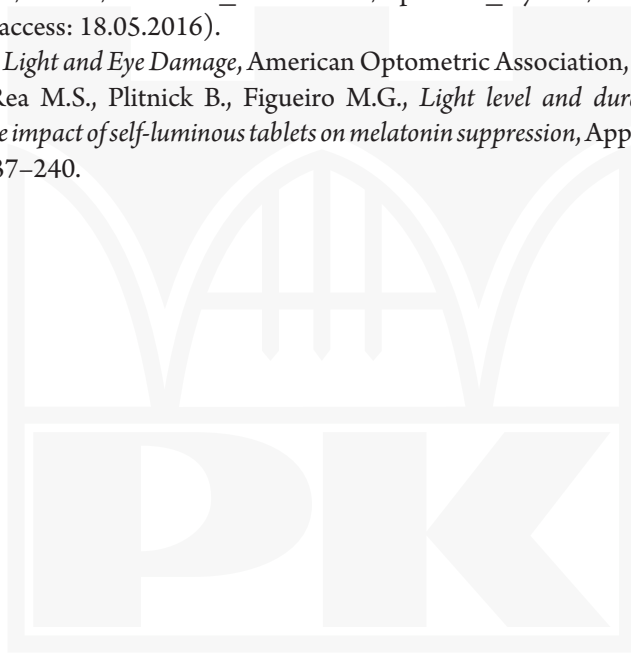 access: 18.05.2016).
Light and Eye Damage, American Optometric Association,
Rea M.S., Plitnick B., Figueiro M.G., Light level and dur
e impact of self-luminous tablets on melatonin suppression, App
37–240.
PK